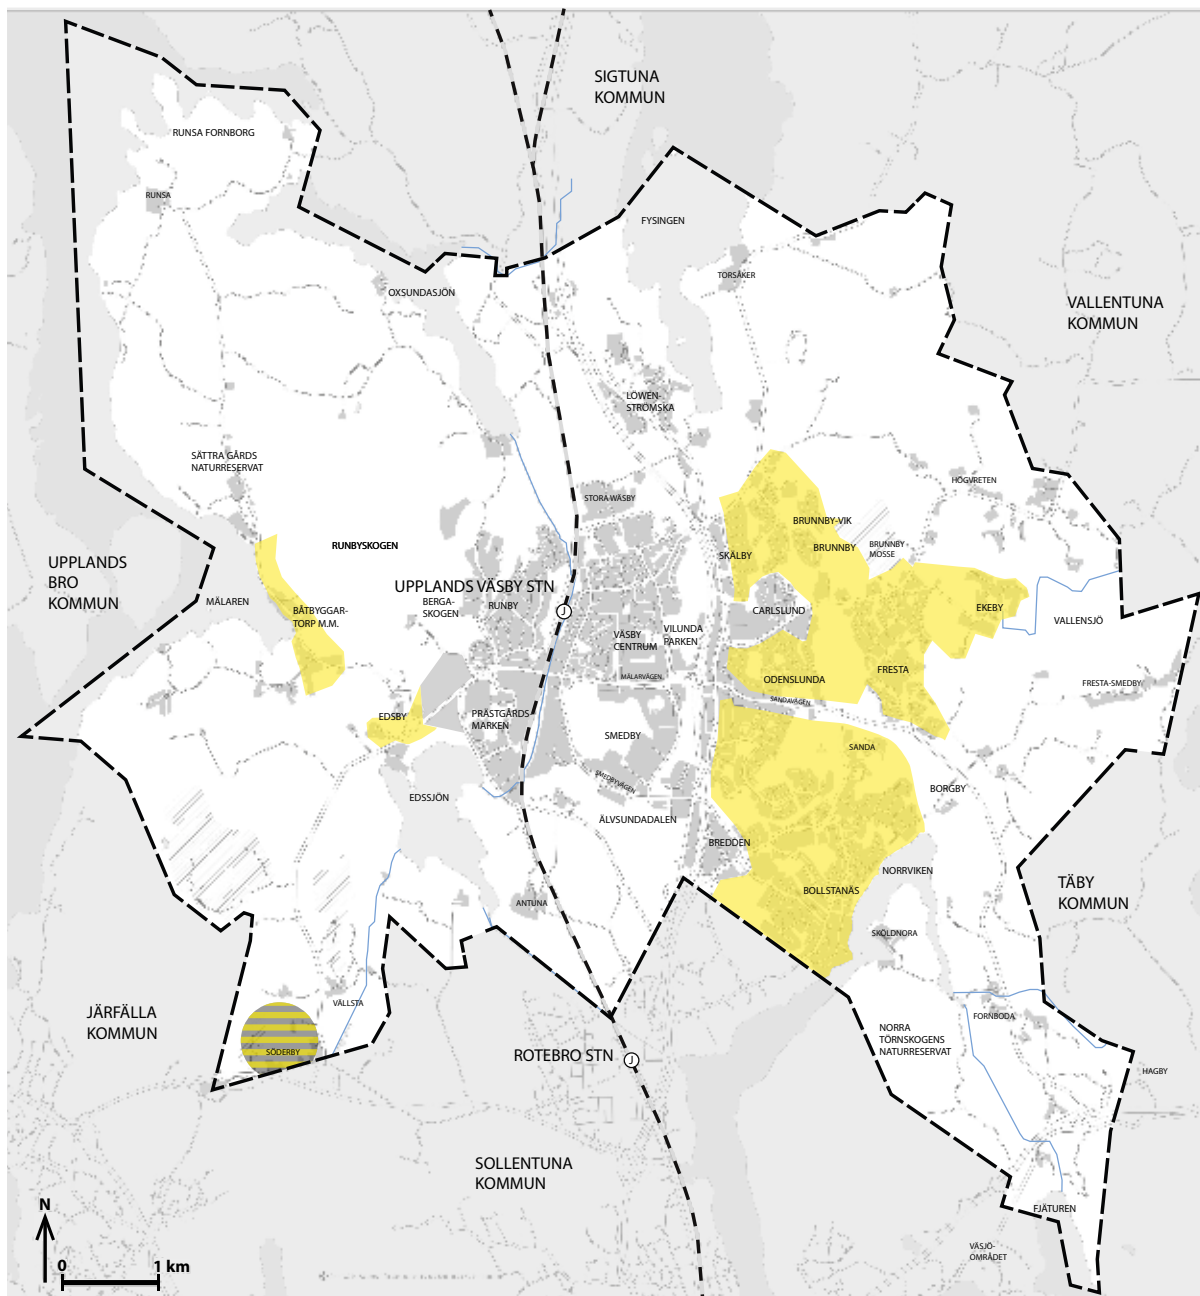 SIGTUNA
KOMMUN
RUNSA FORNBORG
RUNSA
FYSINGEN
TORSÅKER
OXSUNDASJÖN
VALLENTUNA
KOMMUN
LÖWEN-
STRÖMSKA
SÄTTRA GÅRDS
NATURRESERVAT
HÖGVRETEN
STORA WÄSBY
BRUNNBY-VIK
RUNBYSKOGEN
BRUNNBY
BRUNNBY
MOSSE
SKÄLBY
UPPLANDS
BRO
KOMMUN
UPPLANDS VÄSBY STN
MÄLAREN
BERGA-
SKOGEN
RUNBY
J
BÅTBYGGAR-
TORP M.M.
CARLSLUND
EKEBY
VALLENSJÖ
VÄSBY
CENTRUM
VILUNDA
PARKEN
MÄLARVÄGEN
ODENSLUNDA
FRESTA
FRESTA-SMEDBY
SANDAVÄGEN
EDSBY
PRÄSTGÅRDS
MARKEN
SMEDBY
SANDA
SMEDBYVÄGEN
EDSSJÖN
BORGBY
ÄLVSUNDADALEN
BREDDEN
NORRVIKEN
BOLLSTANÄS
TÄBY
KOMMUN
ANTUNA
SKÖLDNORA
JÄRFÄLLA
KOMMUN
VÄLLSTA
FORNBODA
SÖDERBY
NORRA
TÖRNSKOGENS
NATURRESERVAT
ROTEBRO STN
J
HAGBY
SOLLENTUNA
KOMMUN
FJÄTUREN
N
VÄSJÖ-
OMRÅDET
0
1 km